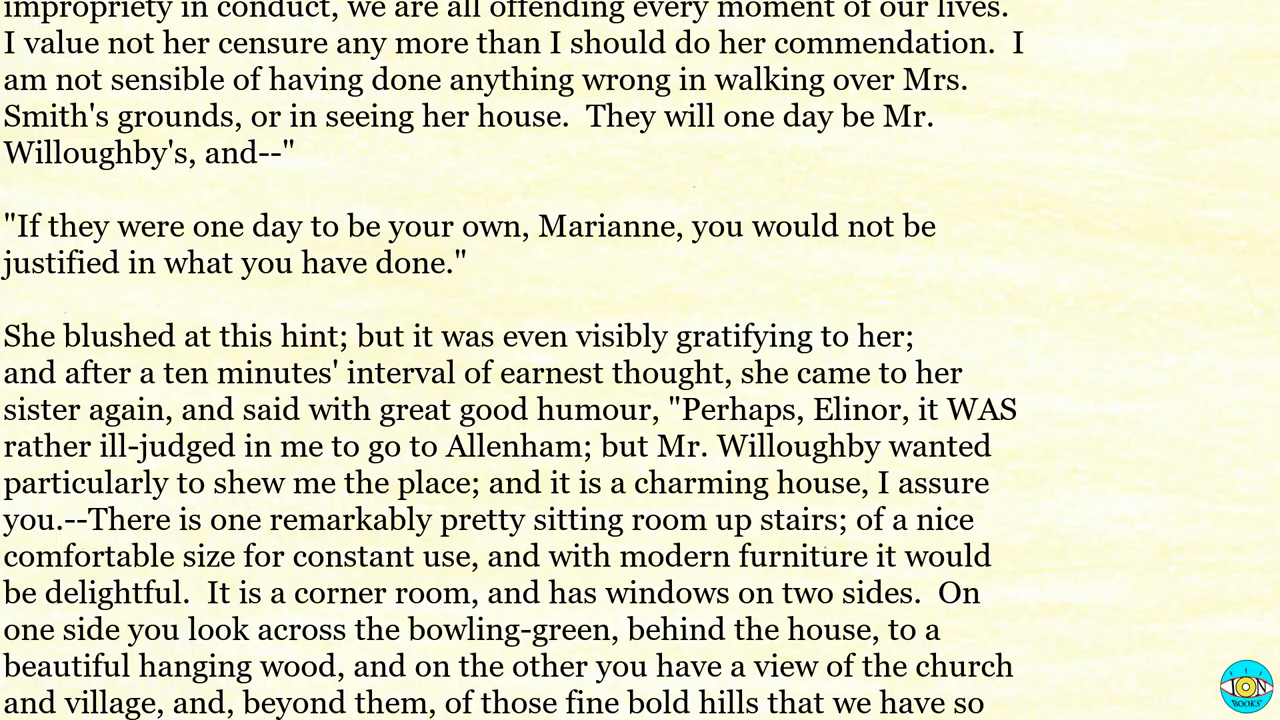 impropriety in conduct, we are all offending every moment of our lives.
I value not her censure any more than I should do her commendation.  I
am not sensible of having done anything wrong in walking over Mrs.
Smith's grounds, or in seeing her house.  They will one day be Mr.
Willoughby's, and--"
"If they were one day to be your own, Marianne, you would not be
justified in what you have done."
She blushed at this hint; but it was even visibly gratifying to her;
and after a ten minutes' interval of earnest thought, she came to her
sister again, and said with great good humour, "Perhaps, Elinor, it WAS
rather ill-judged in me to go to Allenham; but Mr. Willoughby wanted
particularly to shew me the place; and it is a charming house, I assure
you.--There is one remarkably pretty sitting room up stairs; of a nice
comfortable size for constant use, and with modern furniture it would
be delightful.  It is a corner room, and has windows on two sides.  On
one side you look across the bowling-green, behind the house, to a
beautiful hanging wood, and on the other you have a view of the church
and village, and, beyond them, of those fine bold hills that we have so
ION
BOOKS